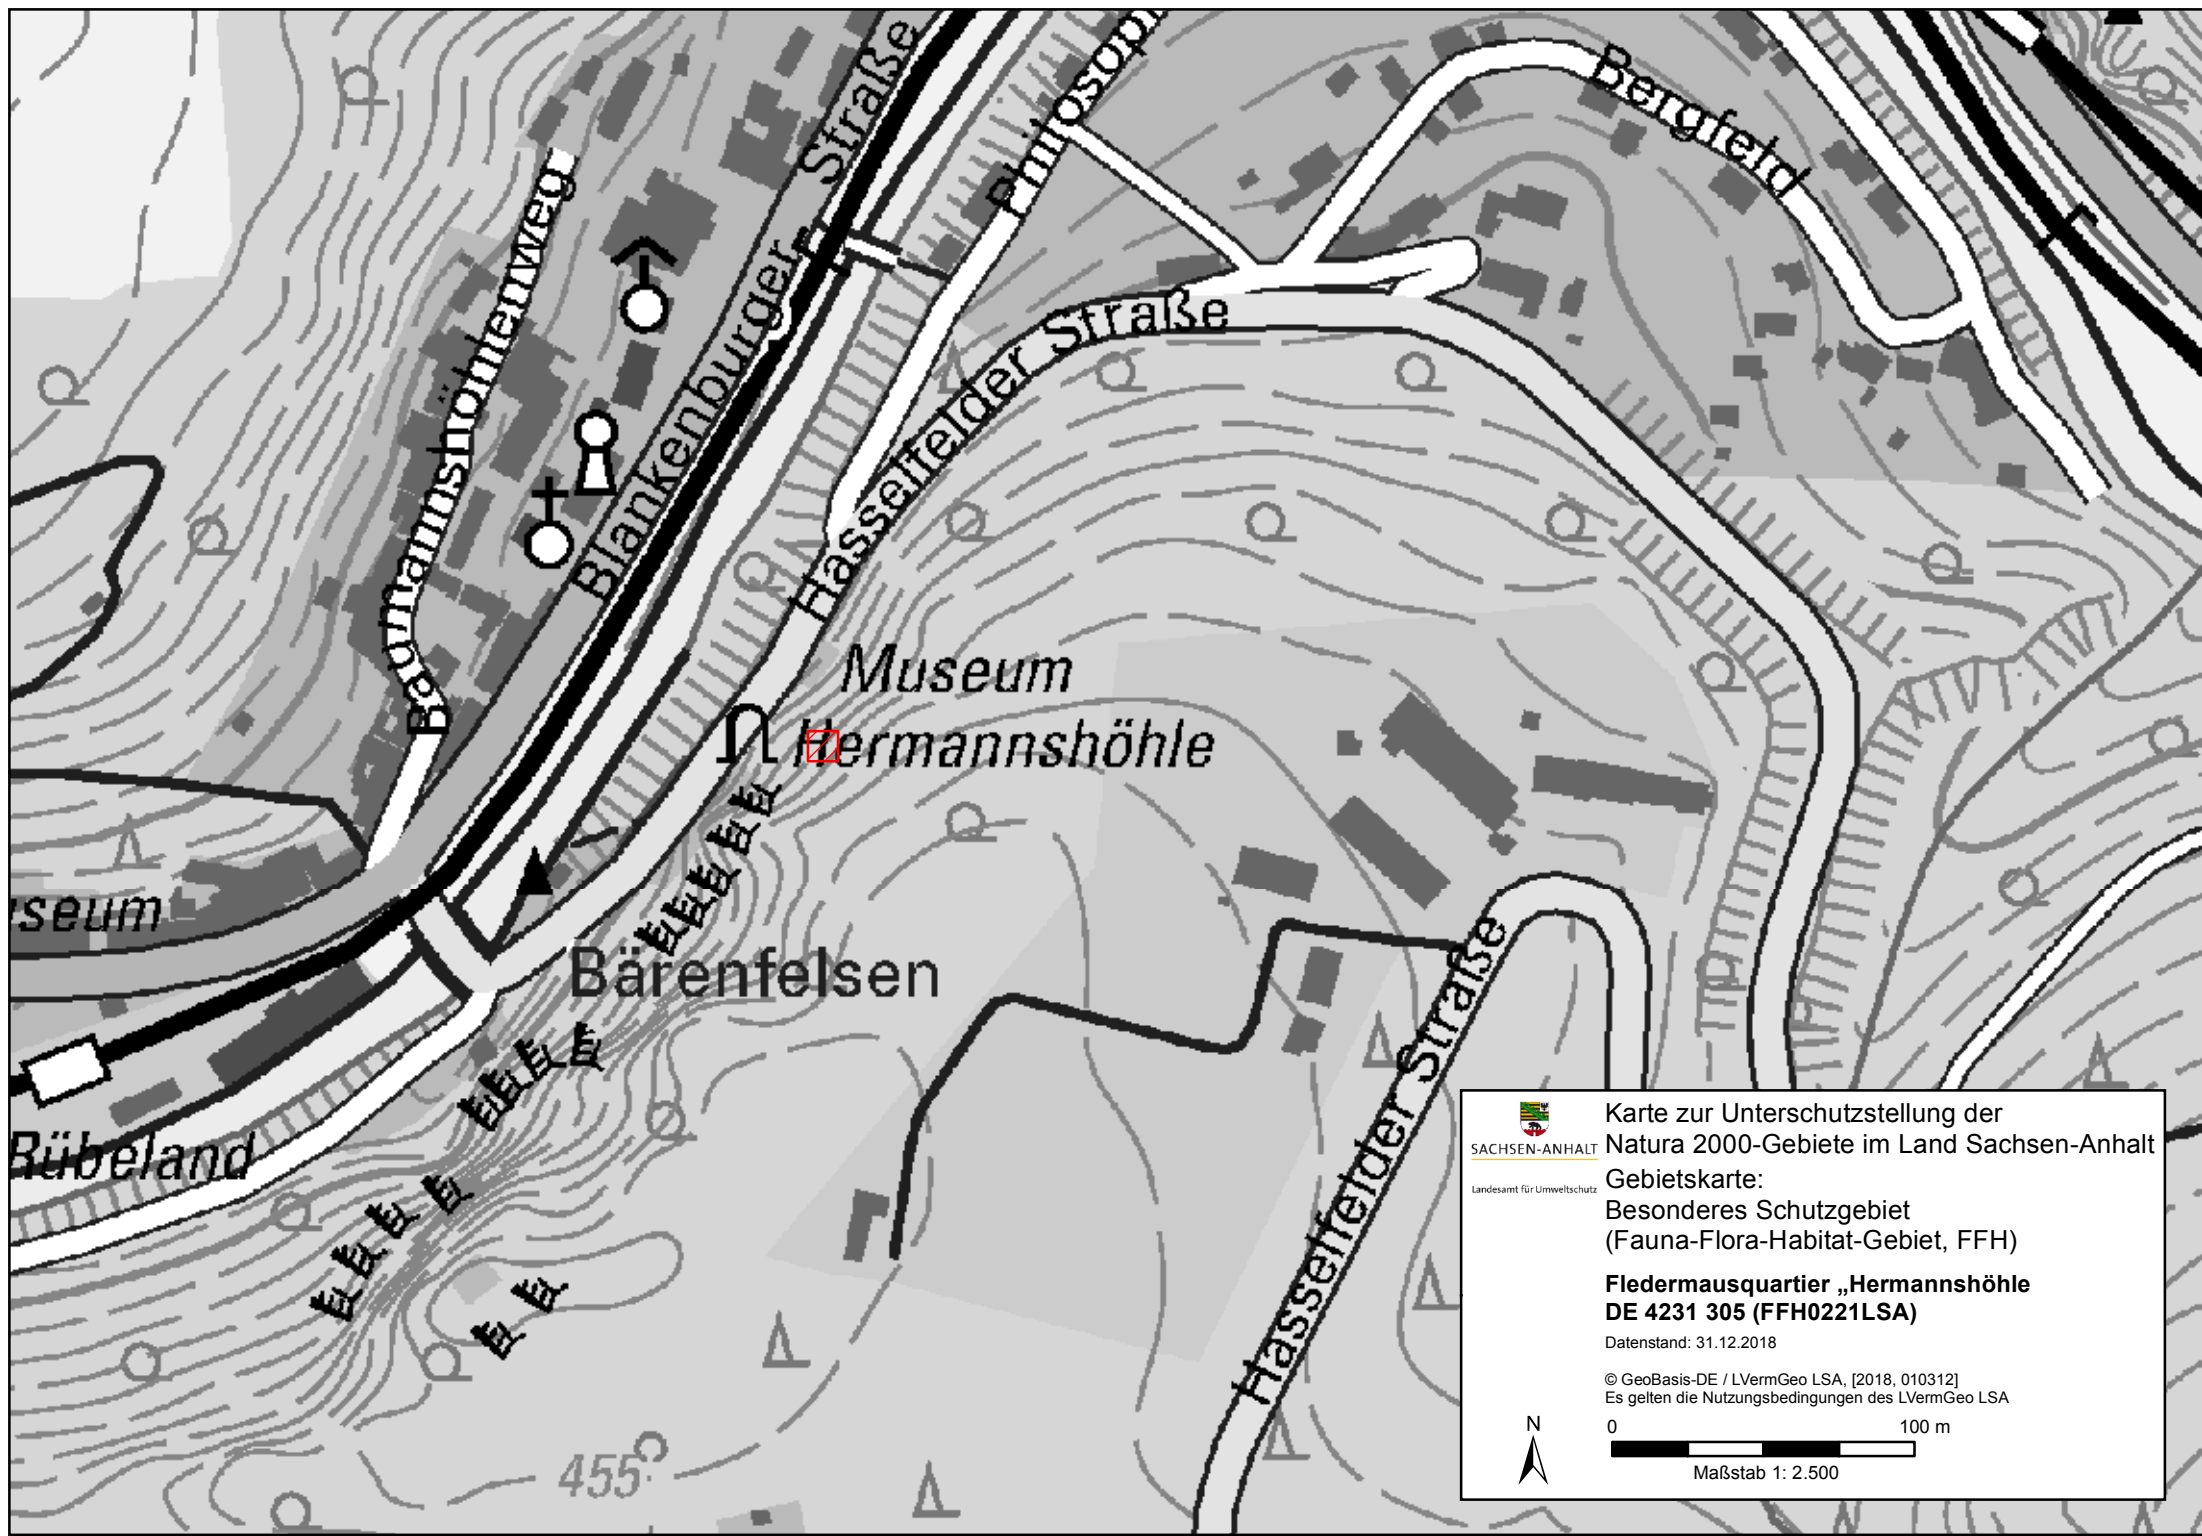 Straße
Philosoph
Bergfeld
Baumannshöhlenweg
Blankenburger
Hasselfelder Straße
Museum
Hermannshöhle
seum
Bärenfelsen
Rübeland
Hasselfelder Straße
455
SACHSEN-ANHALT
Landesamt für Umweltschutz
Karte zur Unterschutzstellung der
Natura 2000-Gebiete im Land Sachsen-Anhalt
Gebietskarte:
Besonderes Schutzgebiet
(Fauna-Flora-Habitat-Gebiet, FFH)
Fledermausquartier „Hermannshöhle
DE 4231 305 (FFH0221LSA)
Datenstand: 31.12.2018
© GeoBasis-DE / LVermGeo LSA, [2018, 010312]
Es gelten die Nutzungsbedingungen des LVermGeo LSA
N
0 100 m
Maßstab 1: 2.500